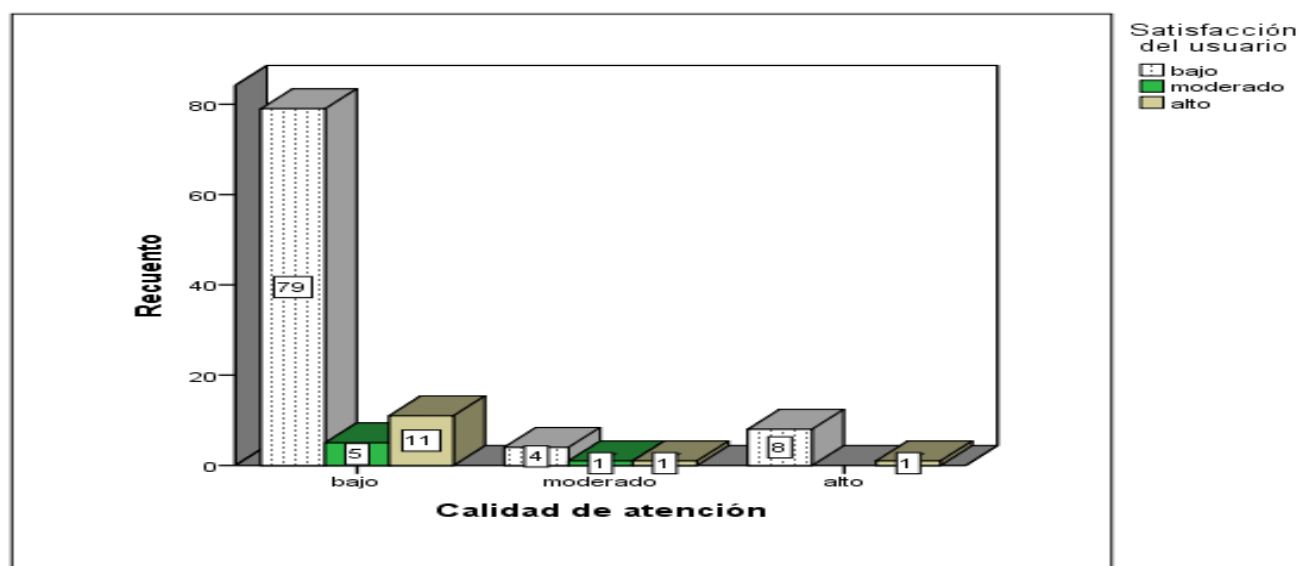 Satisfacción
del usuario
bajo
moderado
alto
Recuento
80
60
40
20
0
79
5
11
4
1
1
8
1
bajo
moderado
alto
Calidad de atención